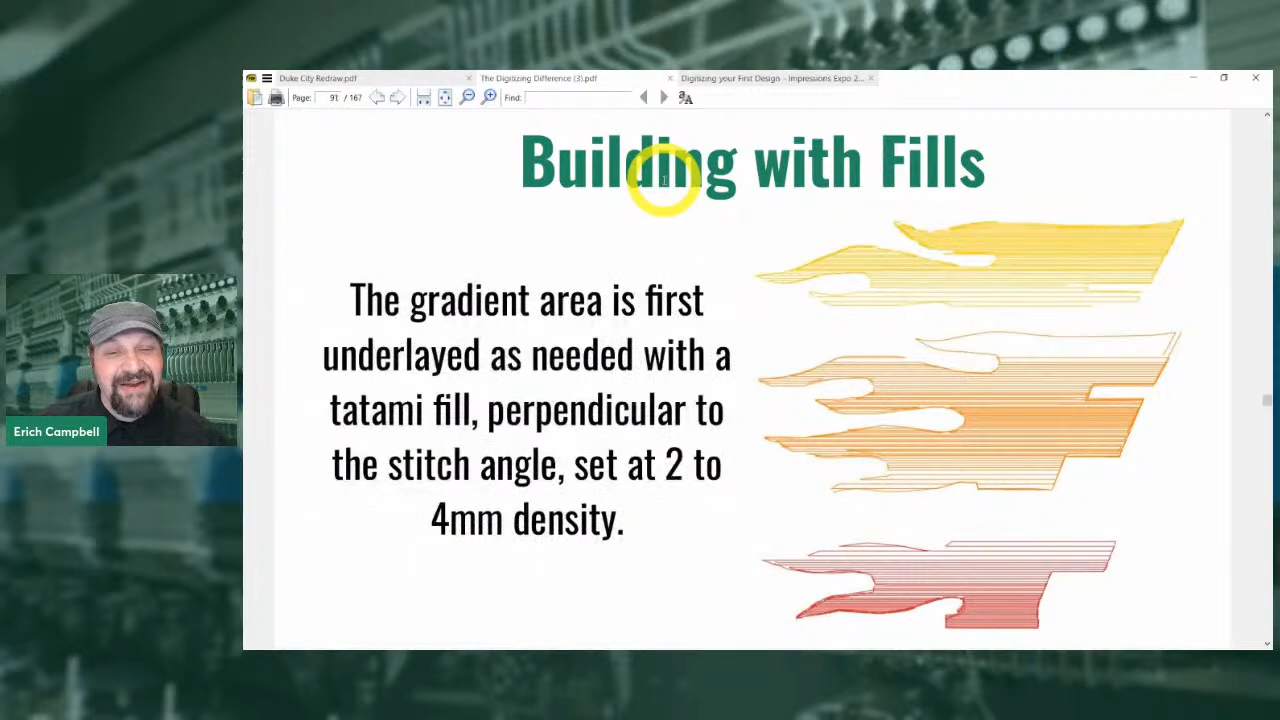 Duke City Redraw.pdf
The Digitizing Difference (3).pdf
Digitizing your First Design - Impressions Expo 2...
Page: 91 / 167
Find:
Building with Fills
The gradient area is first
underlayed as needed with a
tatami fill, perpendicular to
the stitch angle, set at 2 to
4mm density.
Erich Campbell